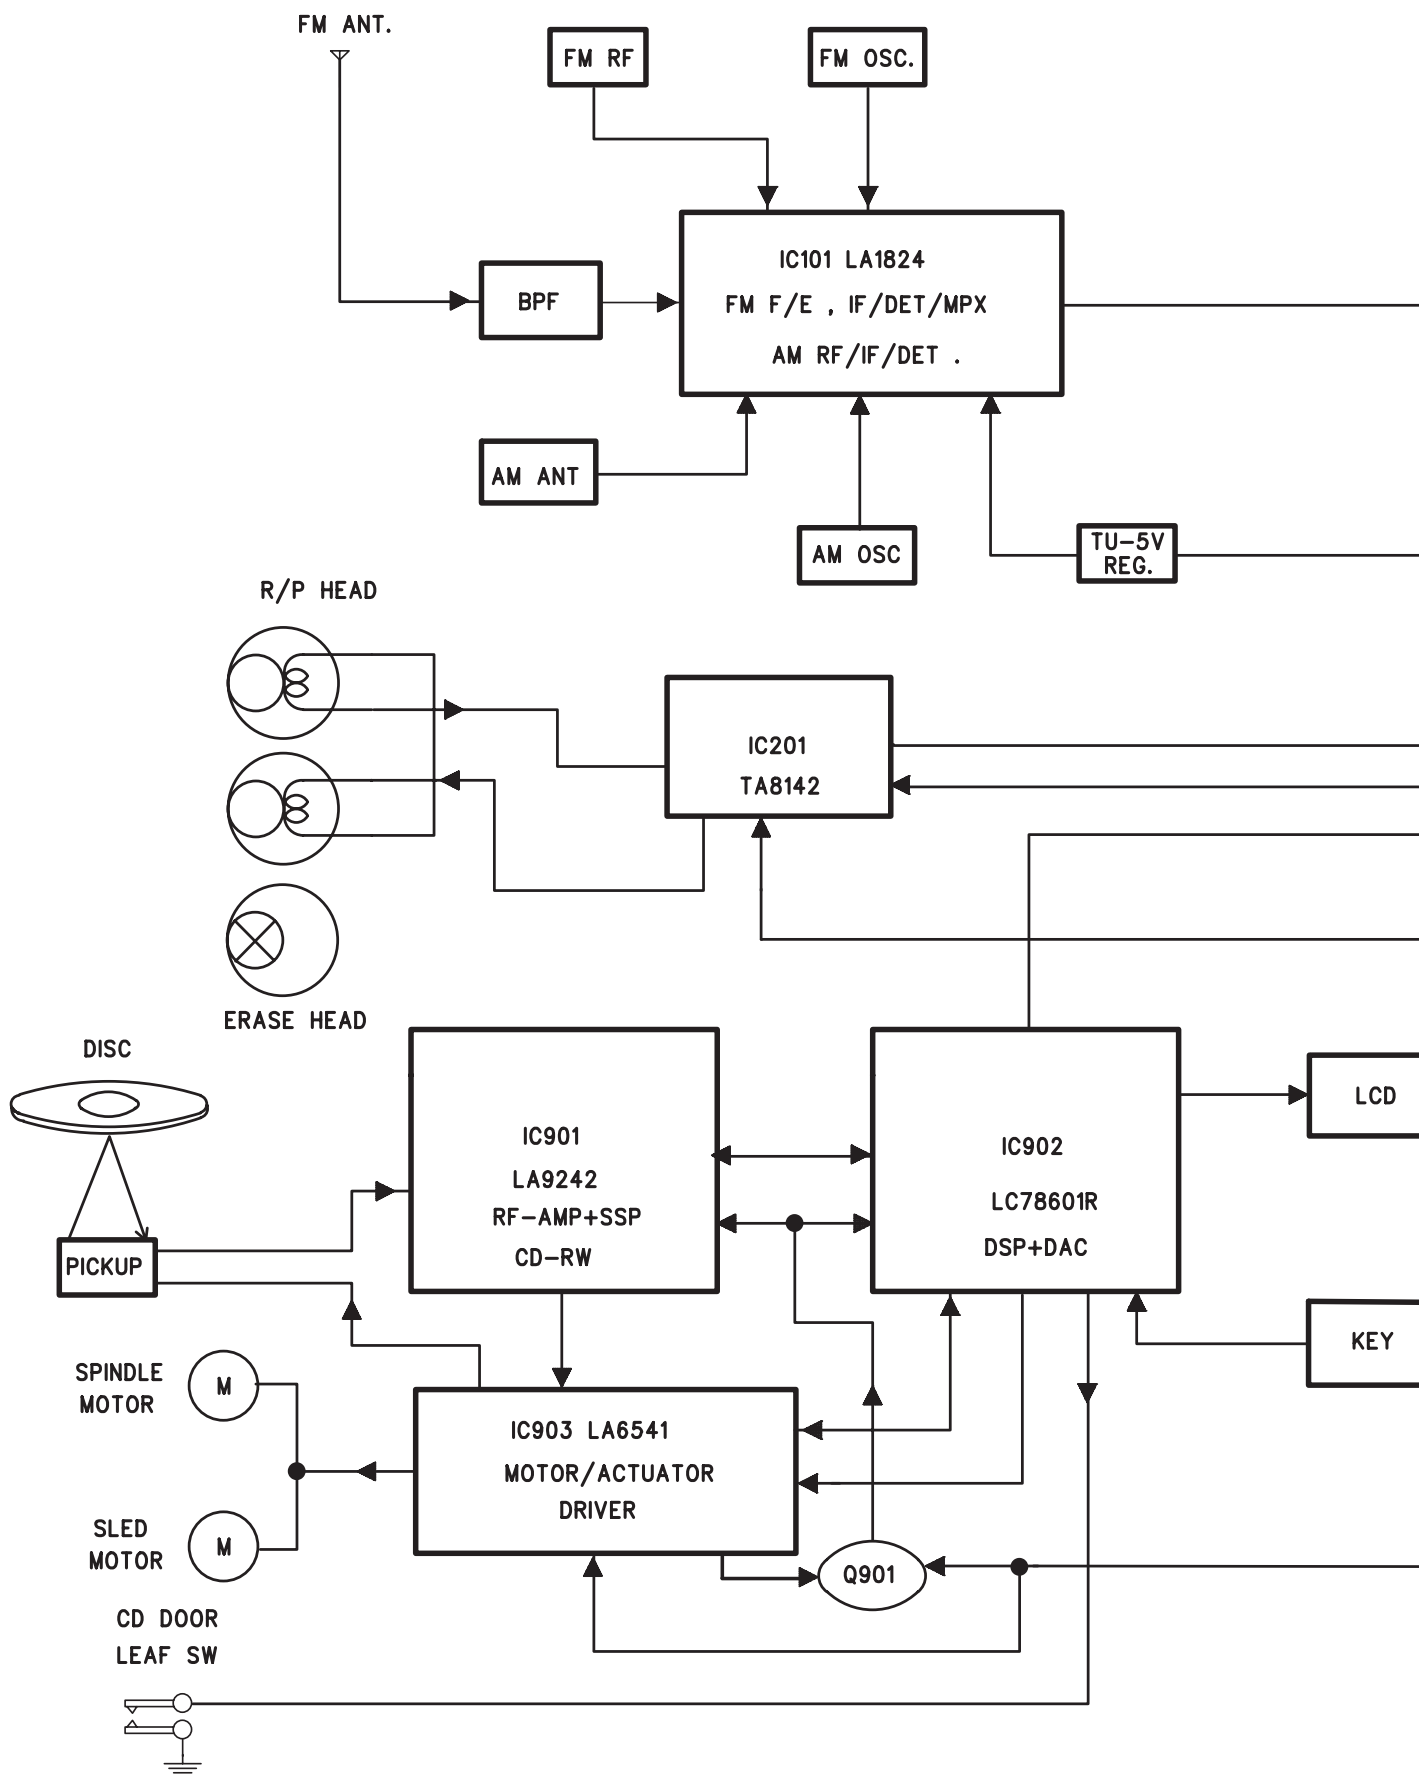 FM ANT.
FM RF
FM OSC.
IC101 LA1824
FM F/E , IF/DET/MPX
AM RF/IF/DET .
BPF
AM ANT
AM OSC
TU-5V
REG.
R/P HEAD
IC201
TA8142
ERASE HEAD
DISC
PICKUP
IC901
LA9242
RF-AMP+SSP
CD-RW
IC902
LC78601R
DSP+DAC
LCD
KEY
SPINDLE
MOTOR
M
IC903 LA6541
MOTOR/ACTUATOR
DRIVER
SLED
MOTOR
M
Q901
CD DOOR
LEAF SW